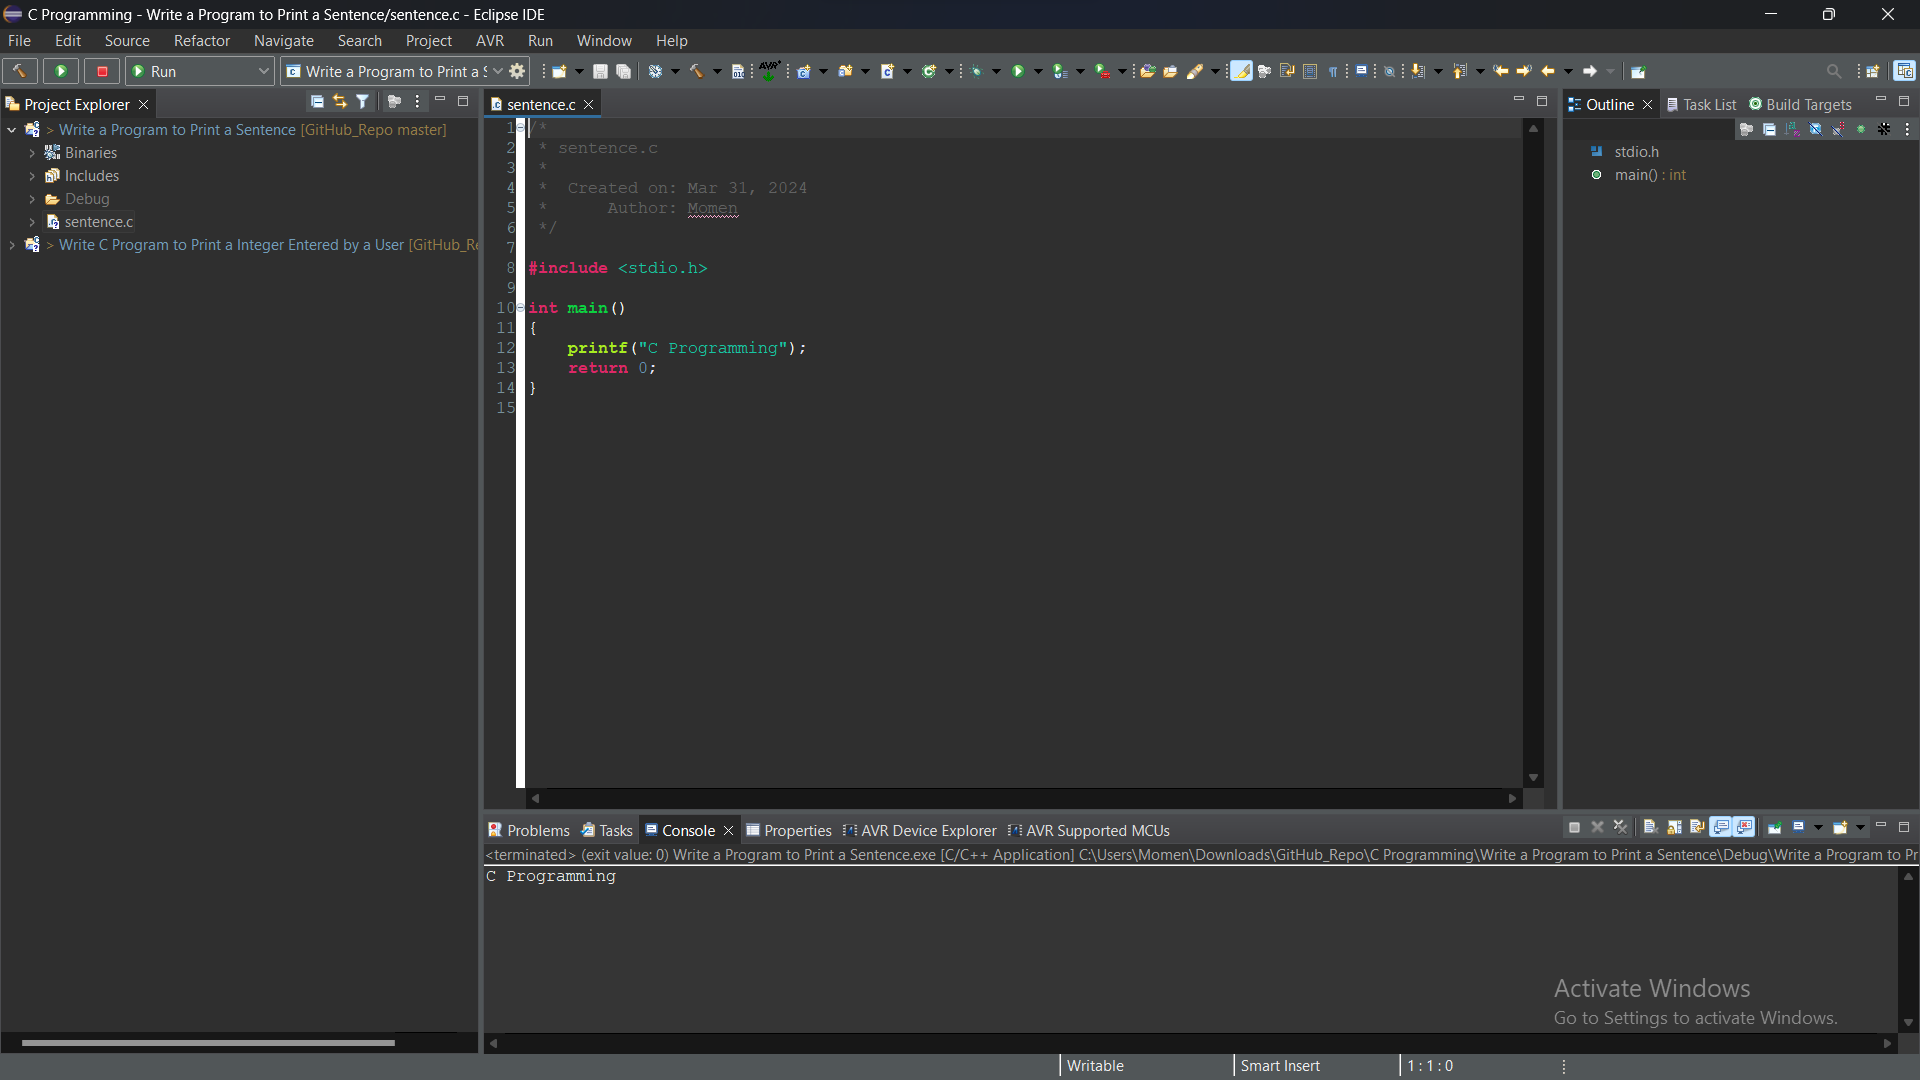 C Programming - Write a Program to Print a Sentence/sentence.c - Eclipse IDE
File Edit Source Refactor Navigate Search Project AVR Run Window Help
Run
Write a Program to Print a S
Project Explorer
> Write a Program to Print a Sentence [GitHub_Repo master]
Binaries
Includes
Debug
sentence.c
> Write C Program to Print a Integer Entered by a User [GitHub_Re
sentence.c
1 /*
2 * sentence.c
3 *
4 * Created on: Mar 31, 2024
5 * Author: Momen
6 */
7
8 #include <stdio.h>
9
10 int main()
11 {
12 printf("C Programming");
13 return 0;
14 }
15
Outline Task List Build Targets
stdio.h
main() : int
Problems Tasks Console Properties AVR Device Explorer AVR Supported MCUs
<terminated> (exit value: 0) Write a Program to Print a Sentence.exe [C/C++ Application] C:\Users\Momen\Downloads\GitHub_Repo\C Programming\Write a Program to Print a Sentence\Debug\Write a Program to Pr
C Programming
Activate Windows
Go to Settings to activate Windows.
Writable Smart Insert 1 : 1 : 0